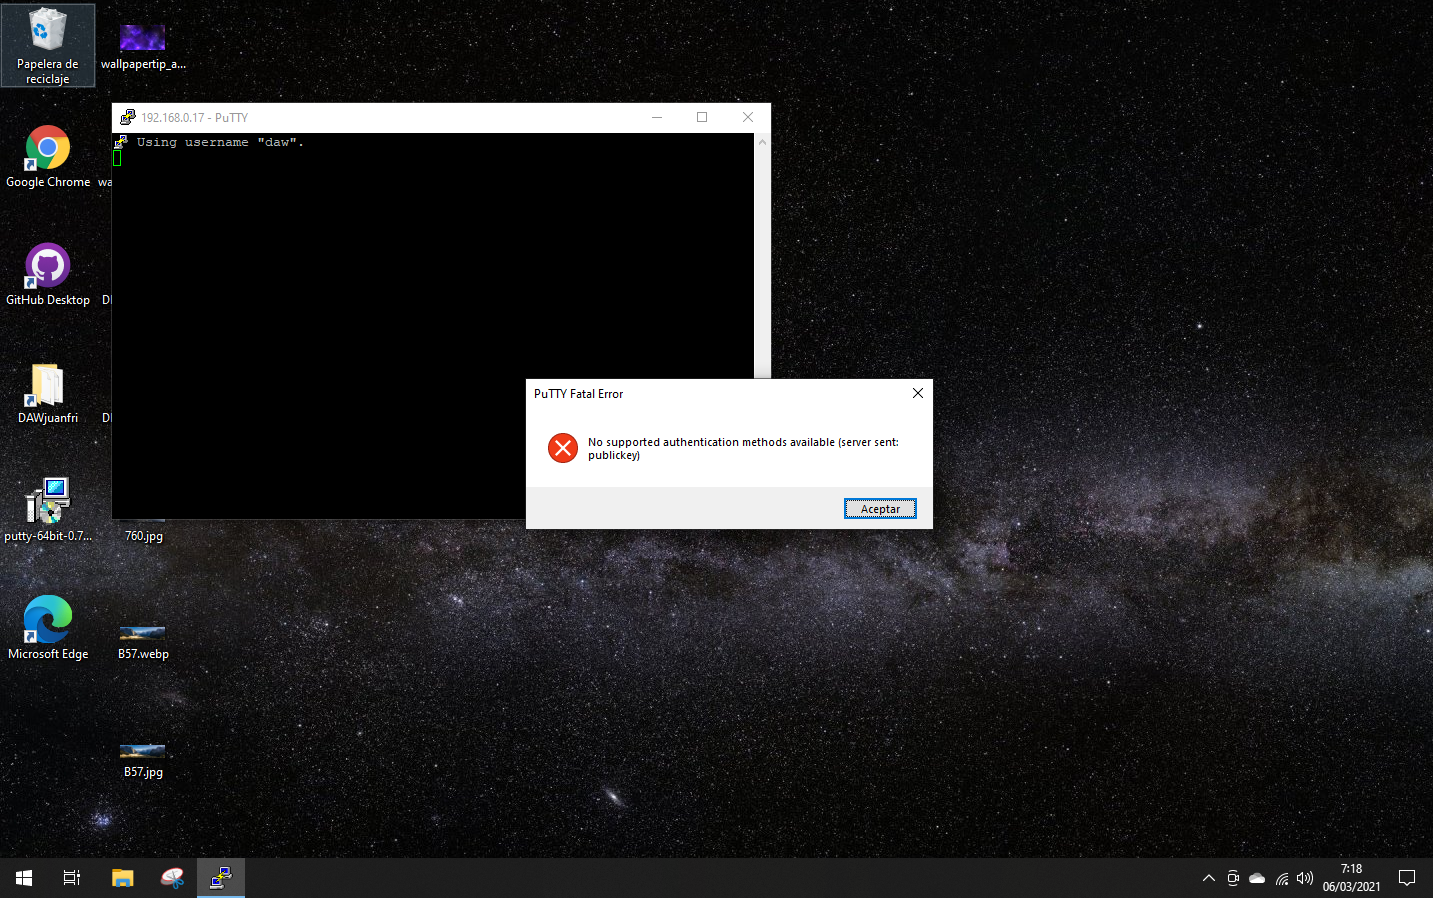 Papelera de
reciclaje
wallpapertip_a...
192.168.0.17 - PuTTY
Using username "daw".
Google Chrome
wa
GitHub Desktop
DAWjuanfri
PuTTY Fatal Error
No supported authentication methods available (server sent:
publickey)
Aceptar
putty-64bit-0.7...
760.jpg
Microsoft Edge
B57.webp
B57.jpg
7:18
06/03/2021